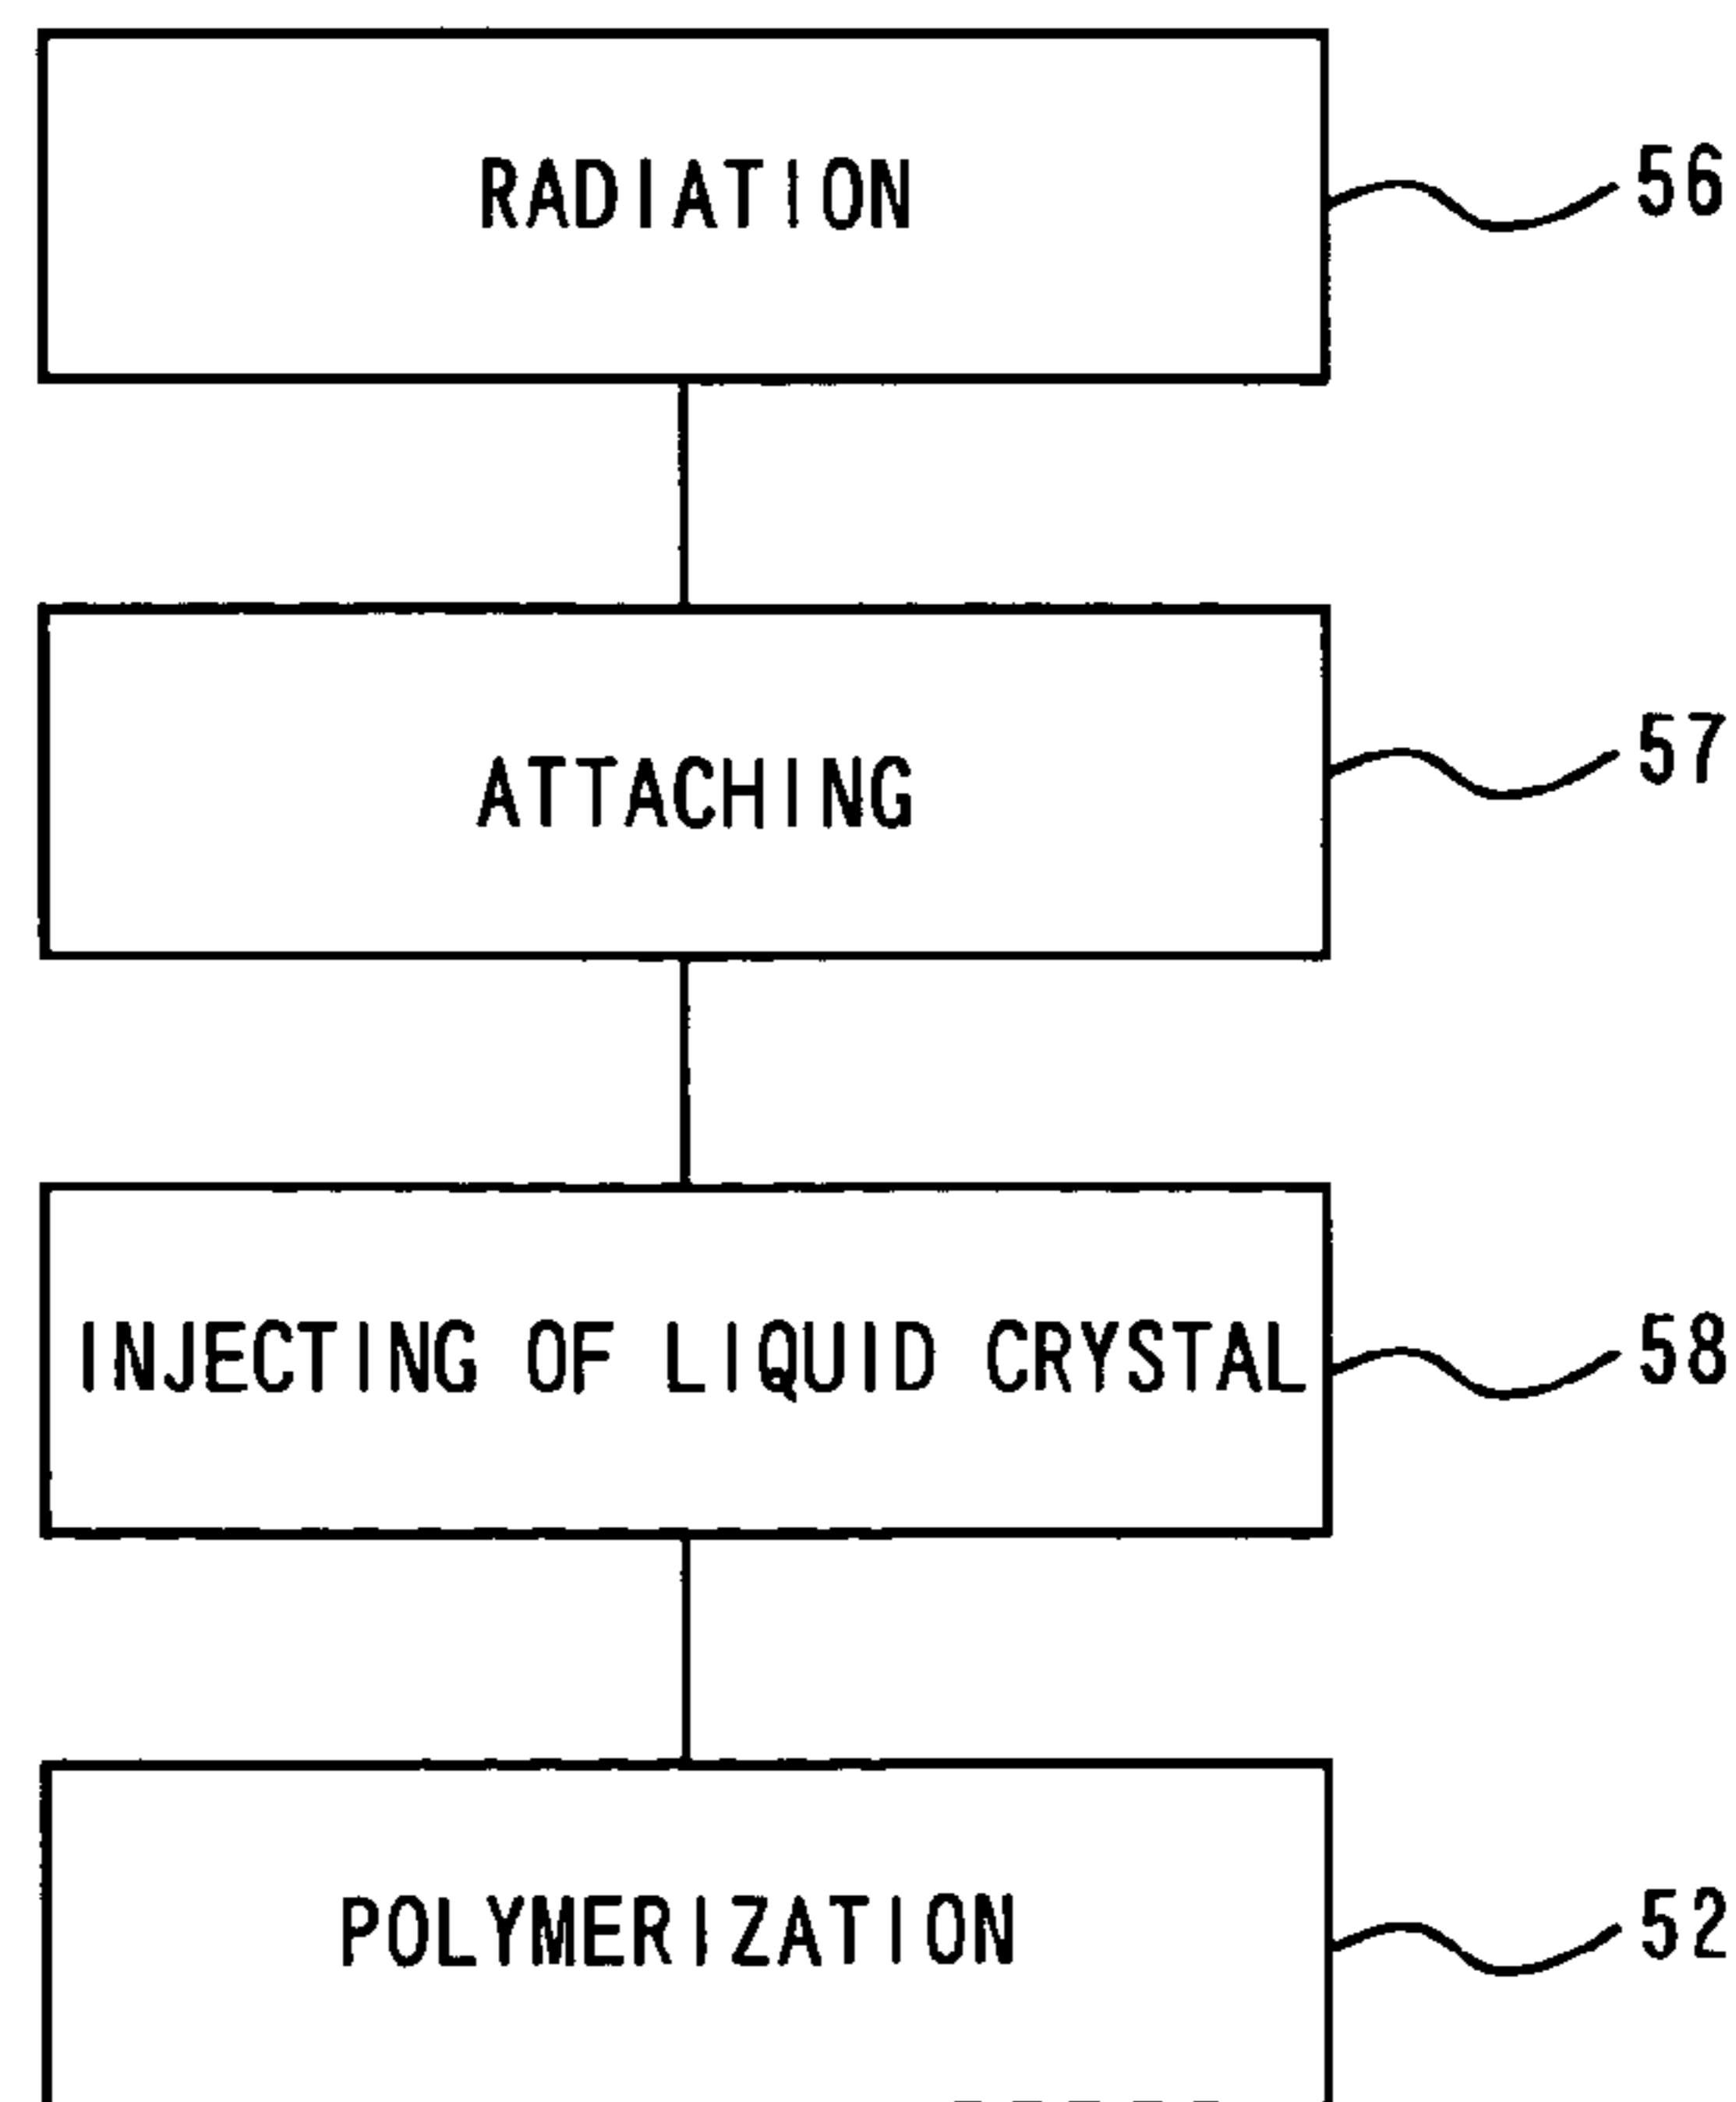 RADIATION
56
ATTACHING
57
INJECTING OF LIQUID CRYSTAL
58
POLYMERIZATION
52